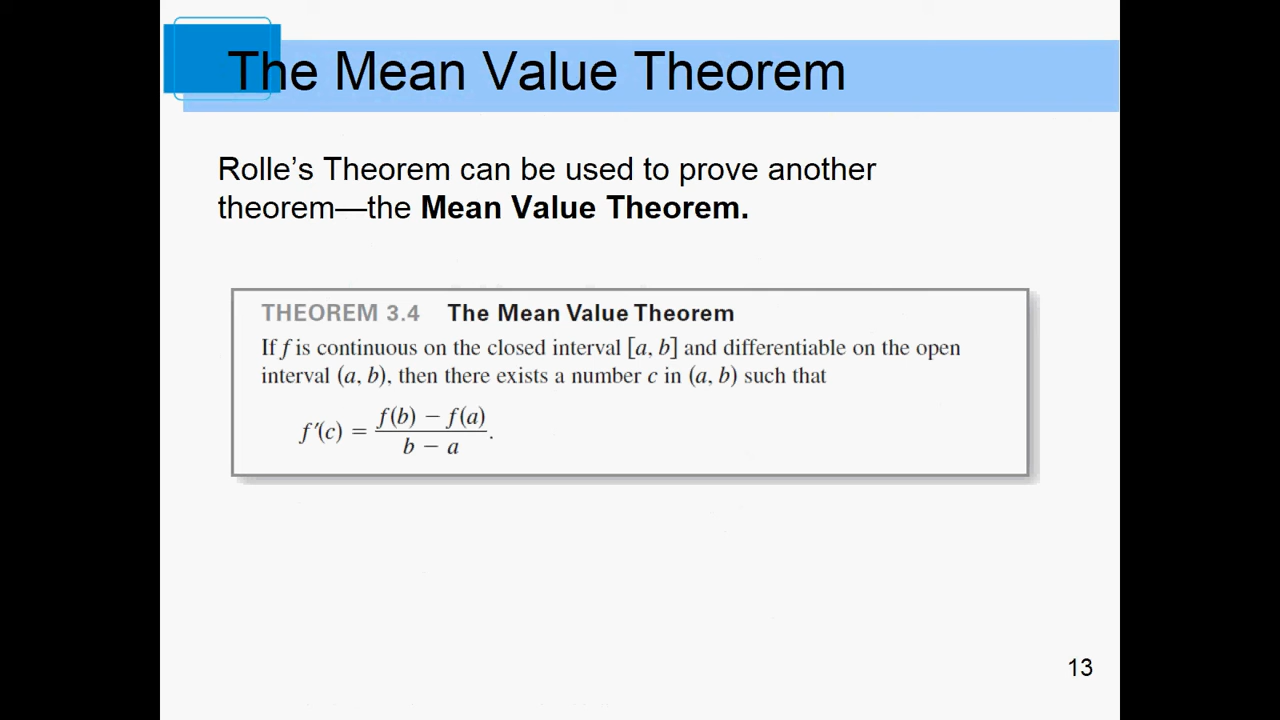 The Mean Value Theorem
Rolle’s Theorem can be used to prove another
theorem—the Mean Value Theorem.
THEOREM 3.4 The Mean Value Theorem
If f is continuous on the closed interval [a, b] and differentiable on the open
interval (a, b), then there exists a number c in (a, b) such that
f′(c) = f(b) − f(a)
b − a.
13